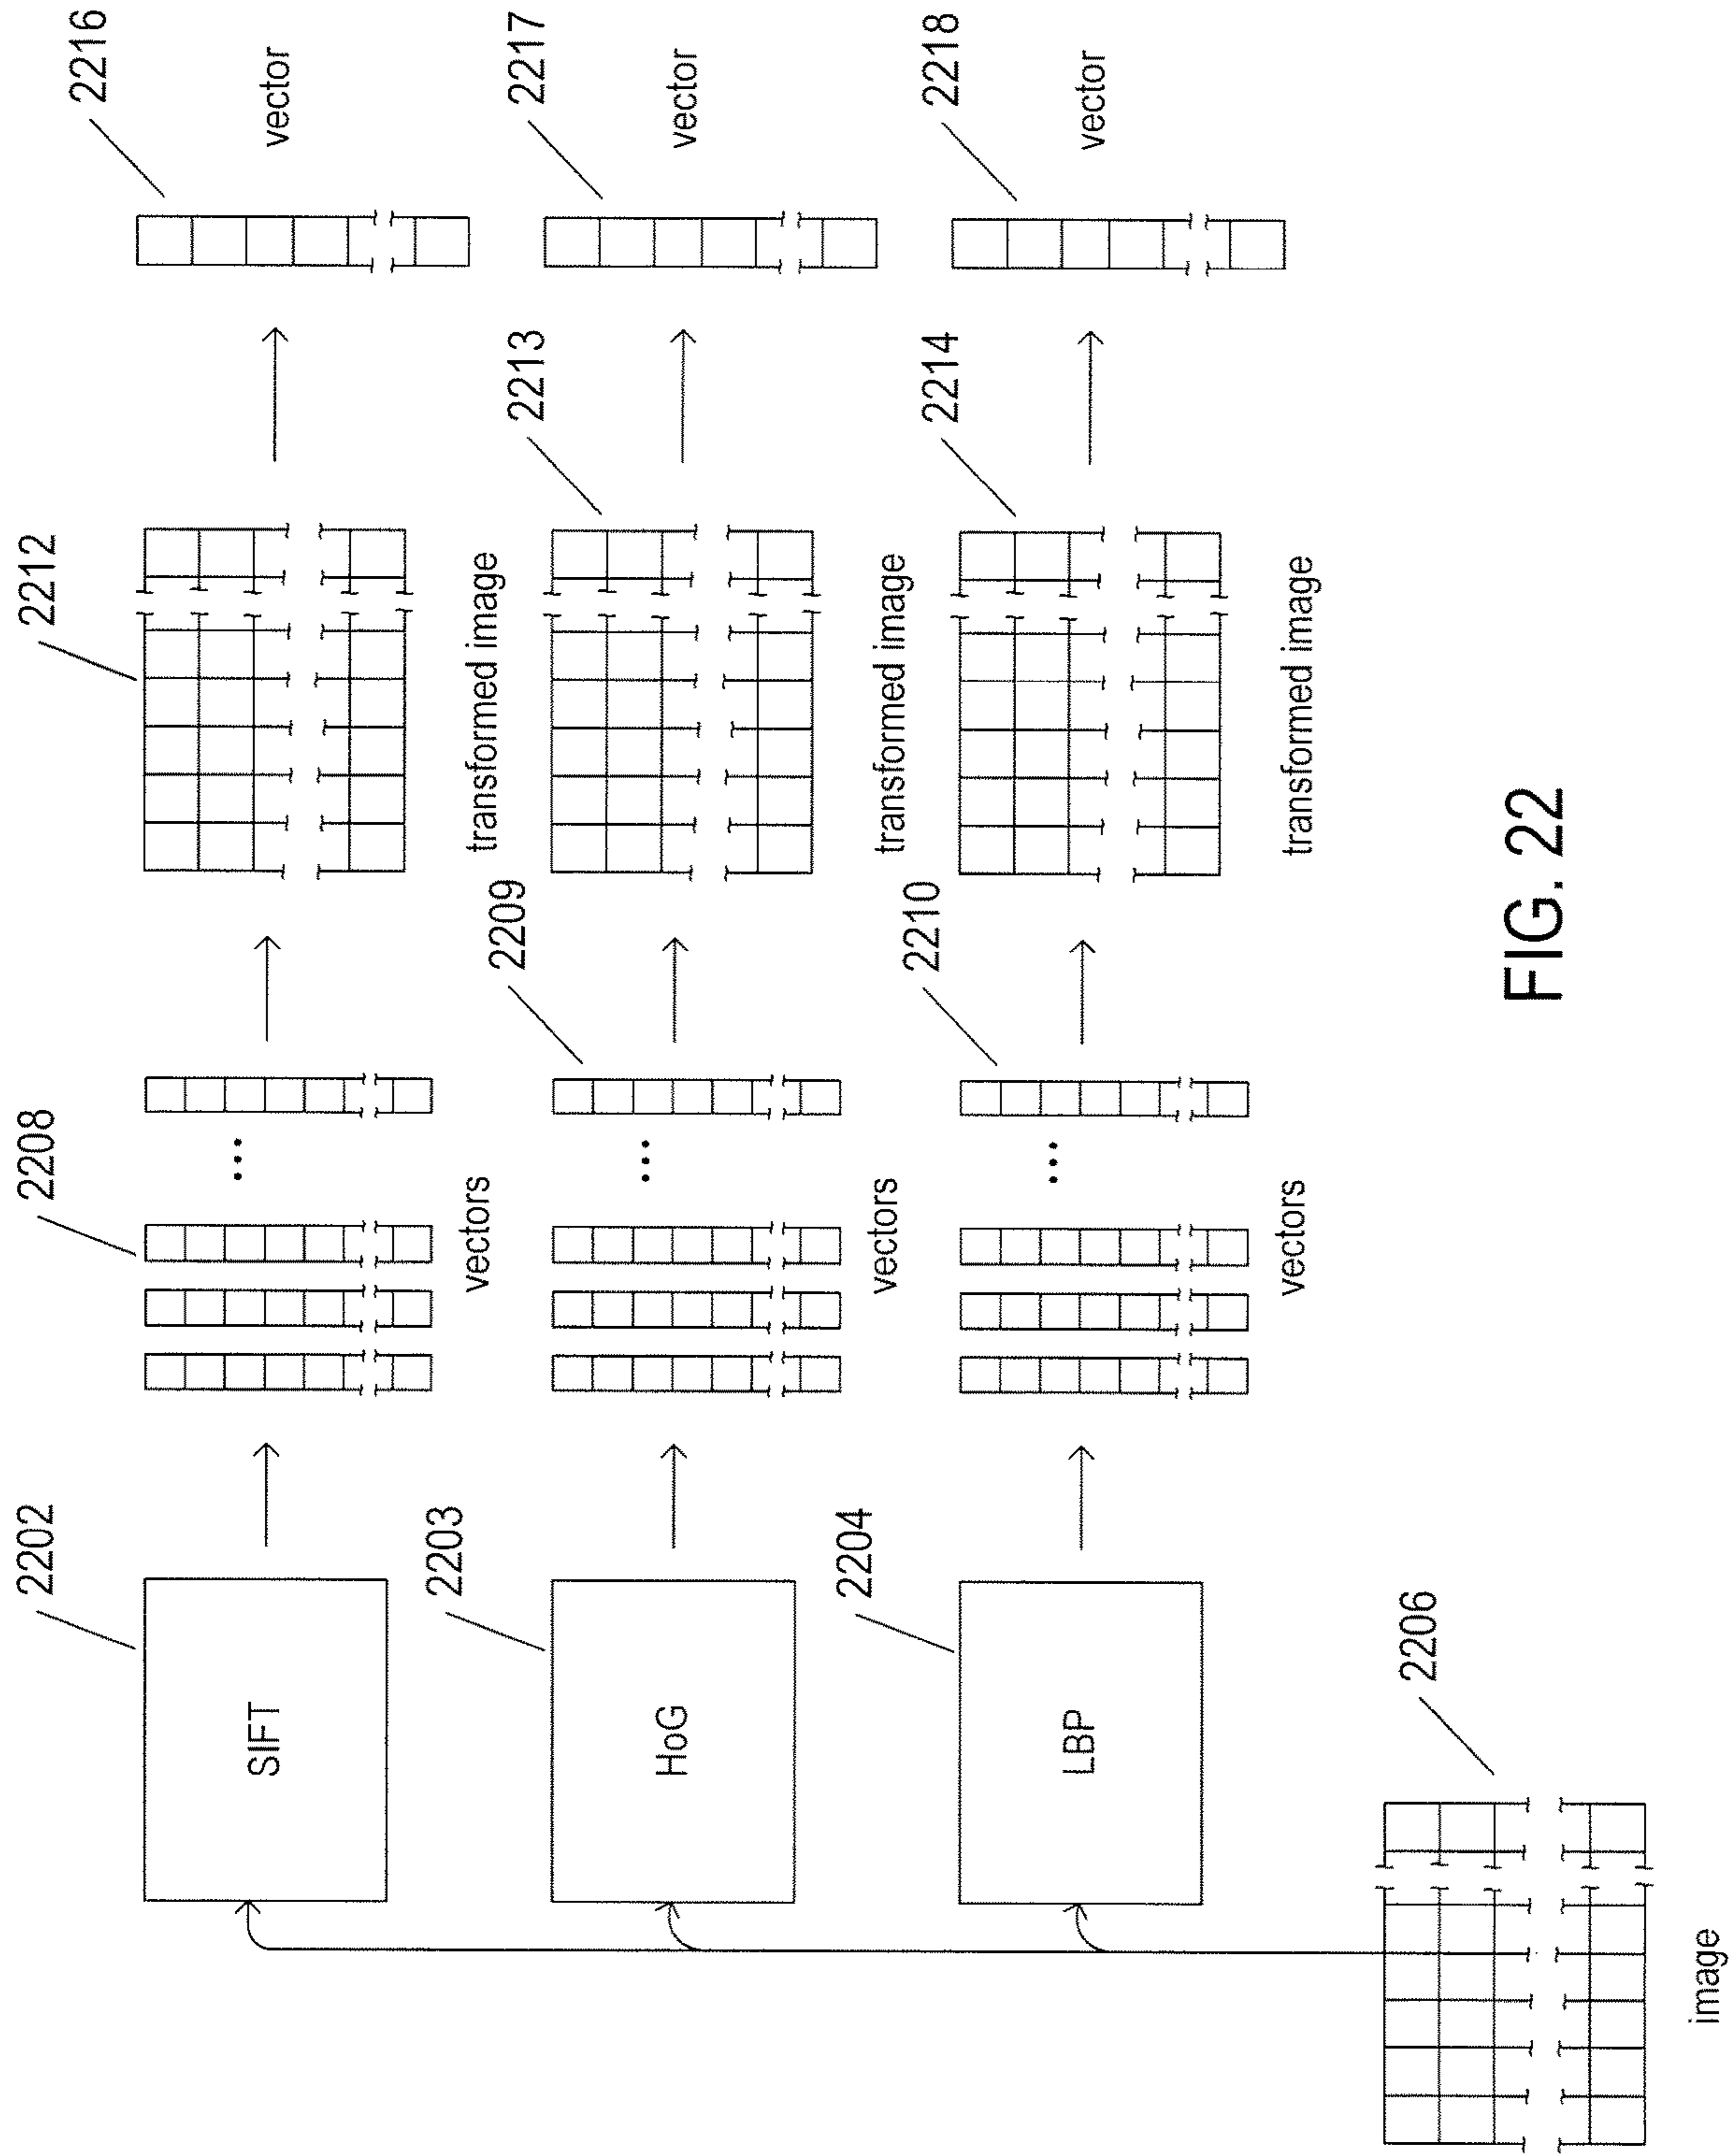 2202
SIFT
2208
vectors
2212
transformed image
2216
vector
2203
HoG
2209
vectors
2213
transformed image
2217
vector
2204
LBP
2210
vectors
2214
transformed image
2218
vector
2206
image
FIG. 22